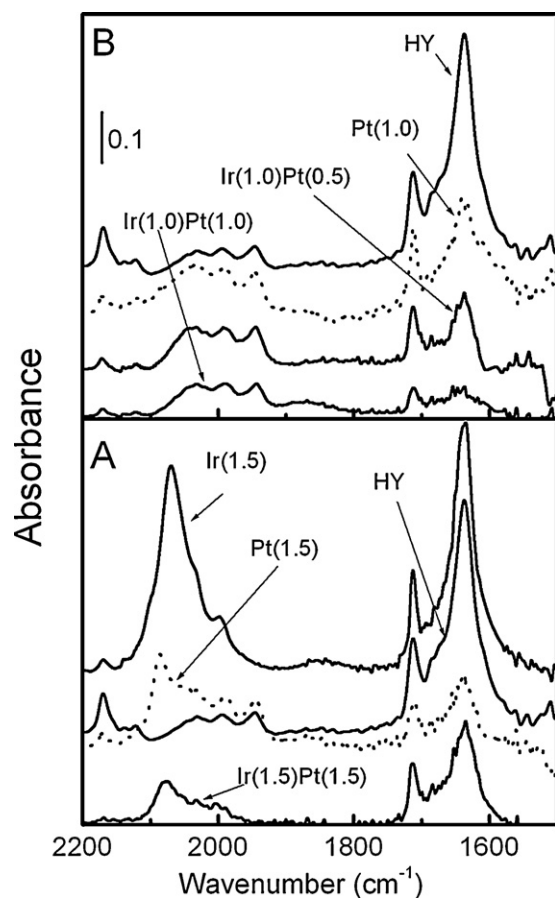 B
HY
0.1
Pt(1.0)
Ir(1.0)Pt(0.5)
Ir(1.0)Pt(1.0)
A
Ir(1.5)
HY
Pt(1.5)
Ir(1.5)Pt(1.5)
2200 2000 1800 1600
Wavenumber (cm⁻¹)
Absorbance